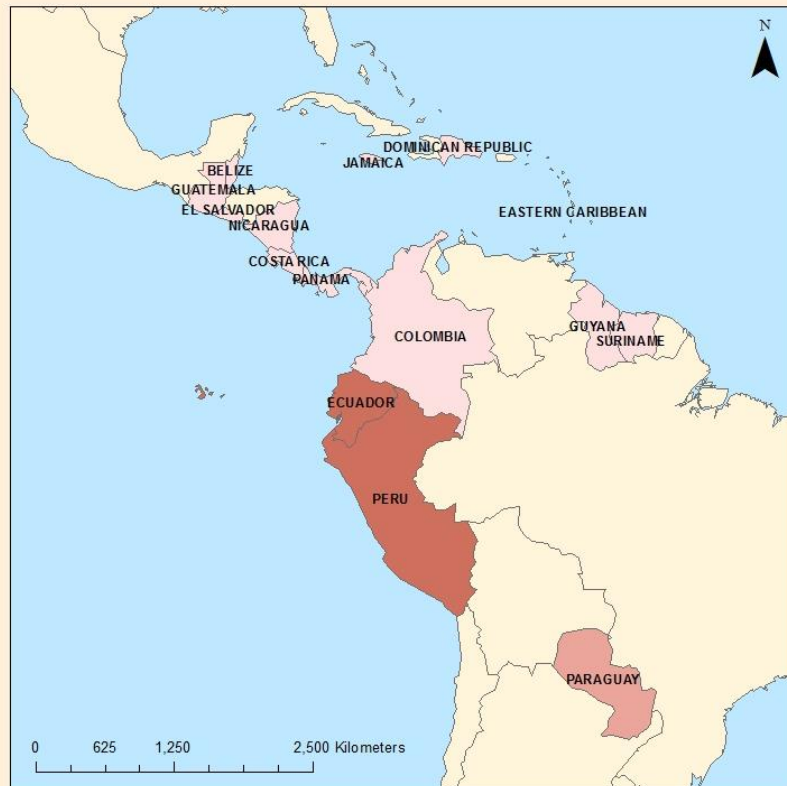 N
DOMINICAN REPUBLIC
JAMAICA
BELIZE
GUATEMALA
EL SALVADOR
NICARAGUA
EASTERN CARIBBEAN
COSTA RICA
PANAMA
COLOMBIA
GUYANA
SURINAME
ECUADOR
PERU
PARAGUAY
0 625 1,250 2,500 Kilometers